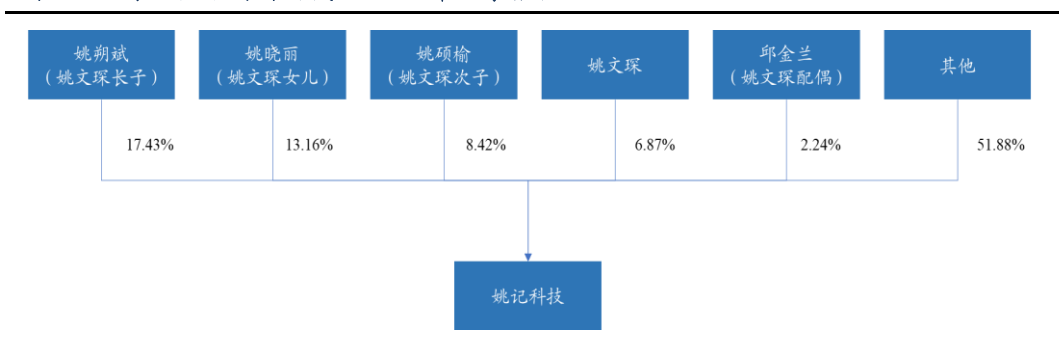 姚朔斌
（姚文琛长子）
姚晓丽
（姚文琛女儿）
姚硕榆
（姚文琛次子）
姚文琛
邱金兰
（姚文琛配偶）
其他
17.43%
13.16%
8.42%
6.87%
2.24%
51.88%
姚记科技